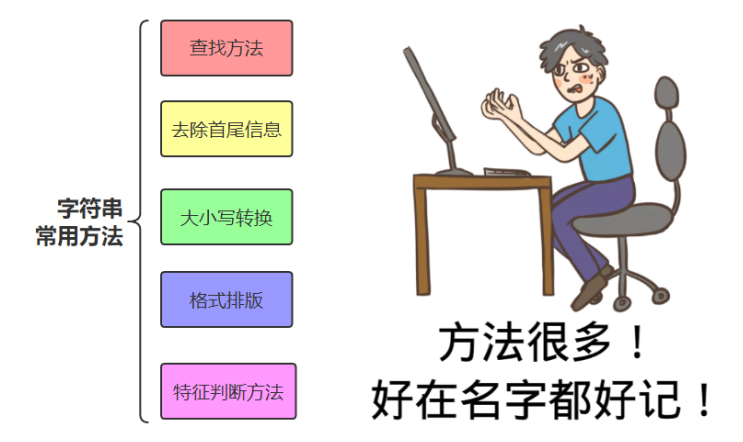 字符串
常用方法
查找方法
去除首尾信息
大小写转换
格式排版
特征判断方法
方法很多！
好在名字都好记！